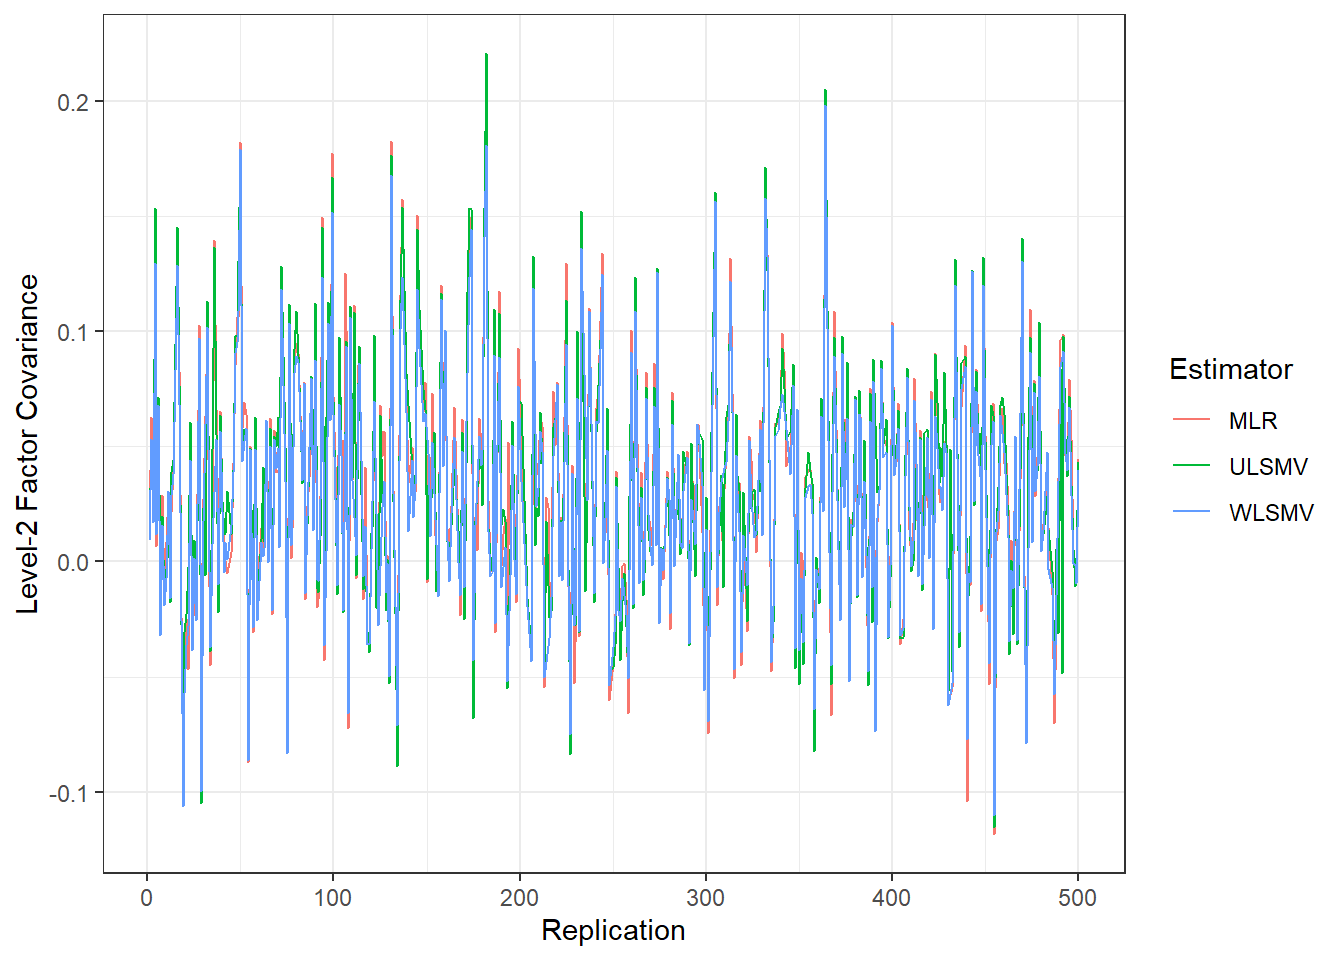 Level-2 Factor Covariance
0.2
0.1
0.0
-0.1
0
100
200
300
400
500
Replication
Estimator
MLR
ULSMV
WLSMV